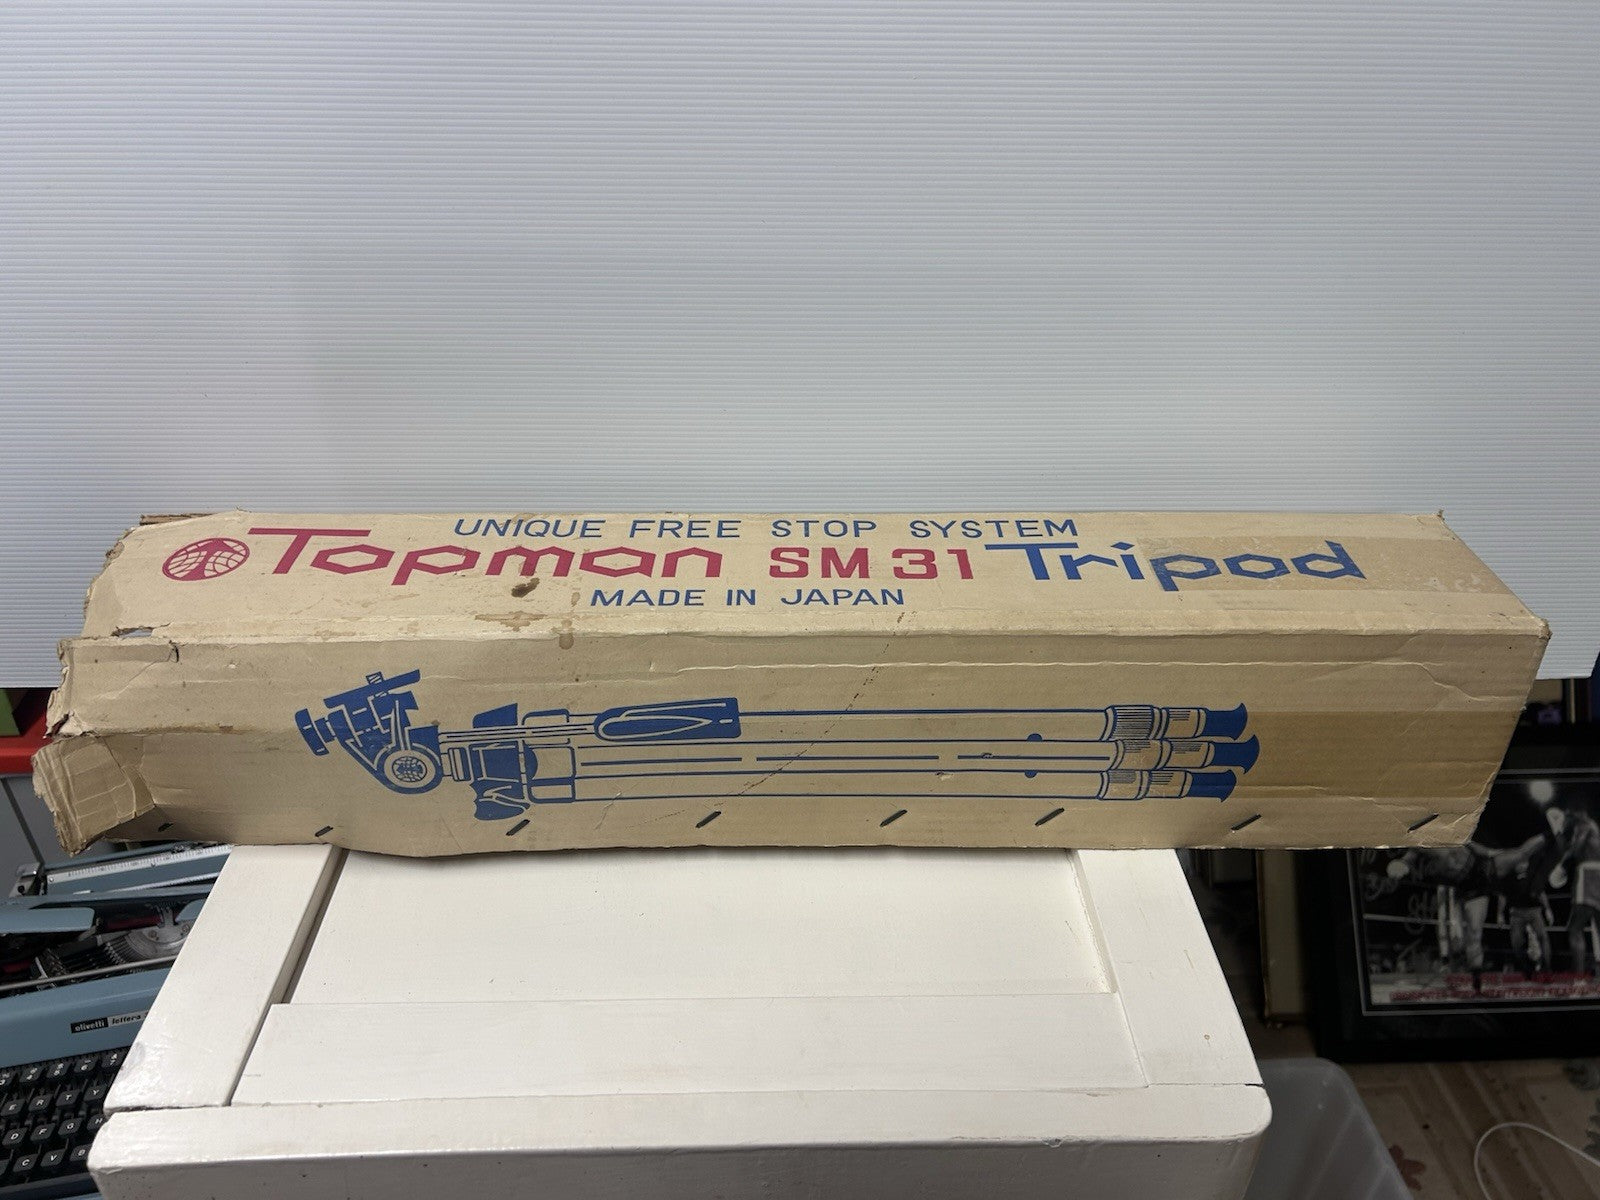 UNIQUE FREE STOP SYSTEM
Topman SM 31 Tripod
MADE IN JAPAN
olivetti lettera
E R T Y
D F G H
C V B